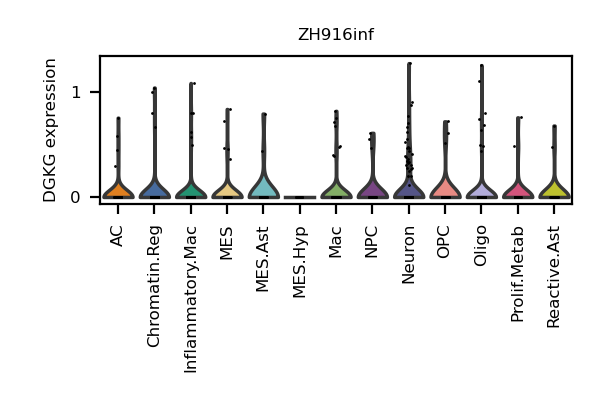 ZH916inf
DGKG expression
1
0
AC
Chromatin.Reg
Inflammatory.Mac
MES
MES.Ast
MES.Hyp
Mac
NPC
Neuron
OPC
Oligo
Prolif.Metab
Reactive.Ast